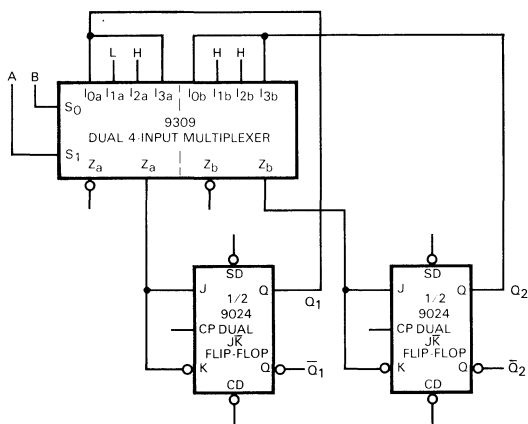 L H H H
A B
I0a I1a I2a I3a I0b I1b I2b I3b
S0
9309
DUAL 4-INPUT MULTIPLEXER
S1
Za Za Zb Zb
SD
J Q
1/2
9024
CP DUAL
JK̅
FLIP-FLOP
K Q
CD
Q1
Q̅1
SD
J Q
1/2
9024
CP DUAL
JK̅
FLIP-FLOP
K Q
CD
Q2
Q̅2